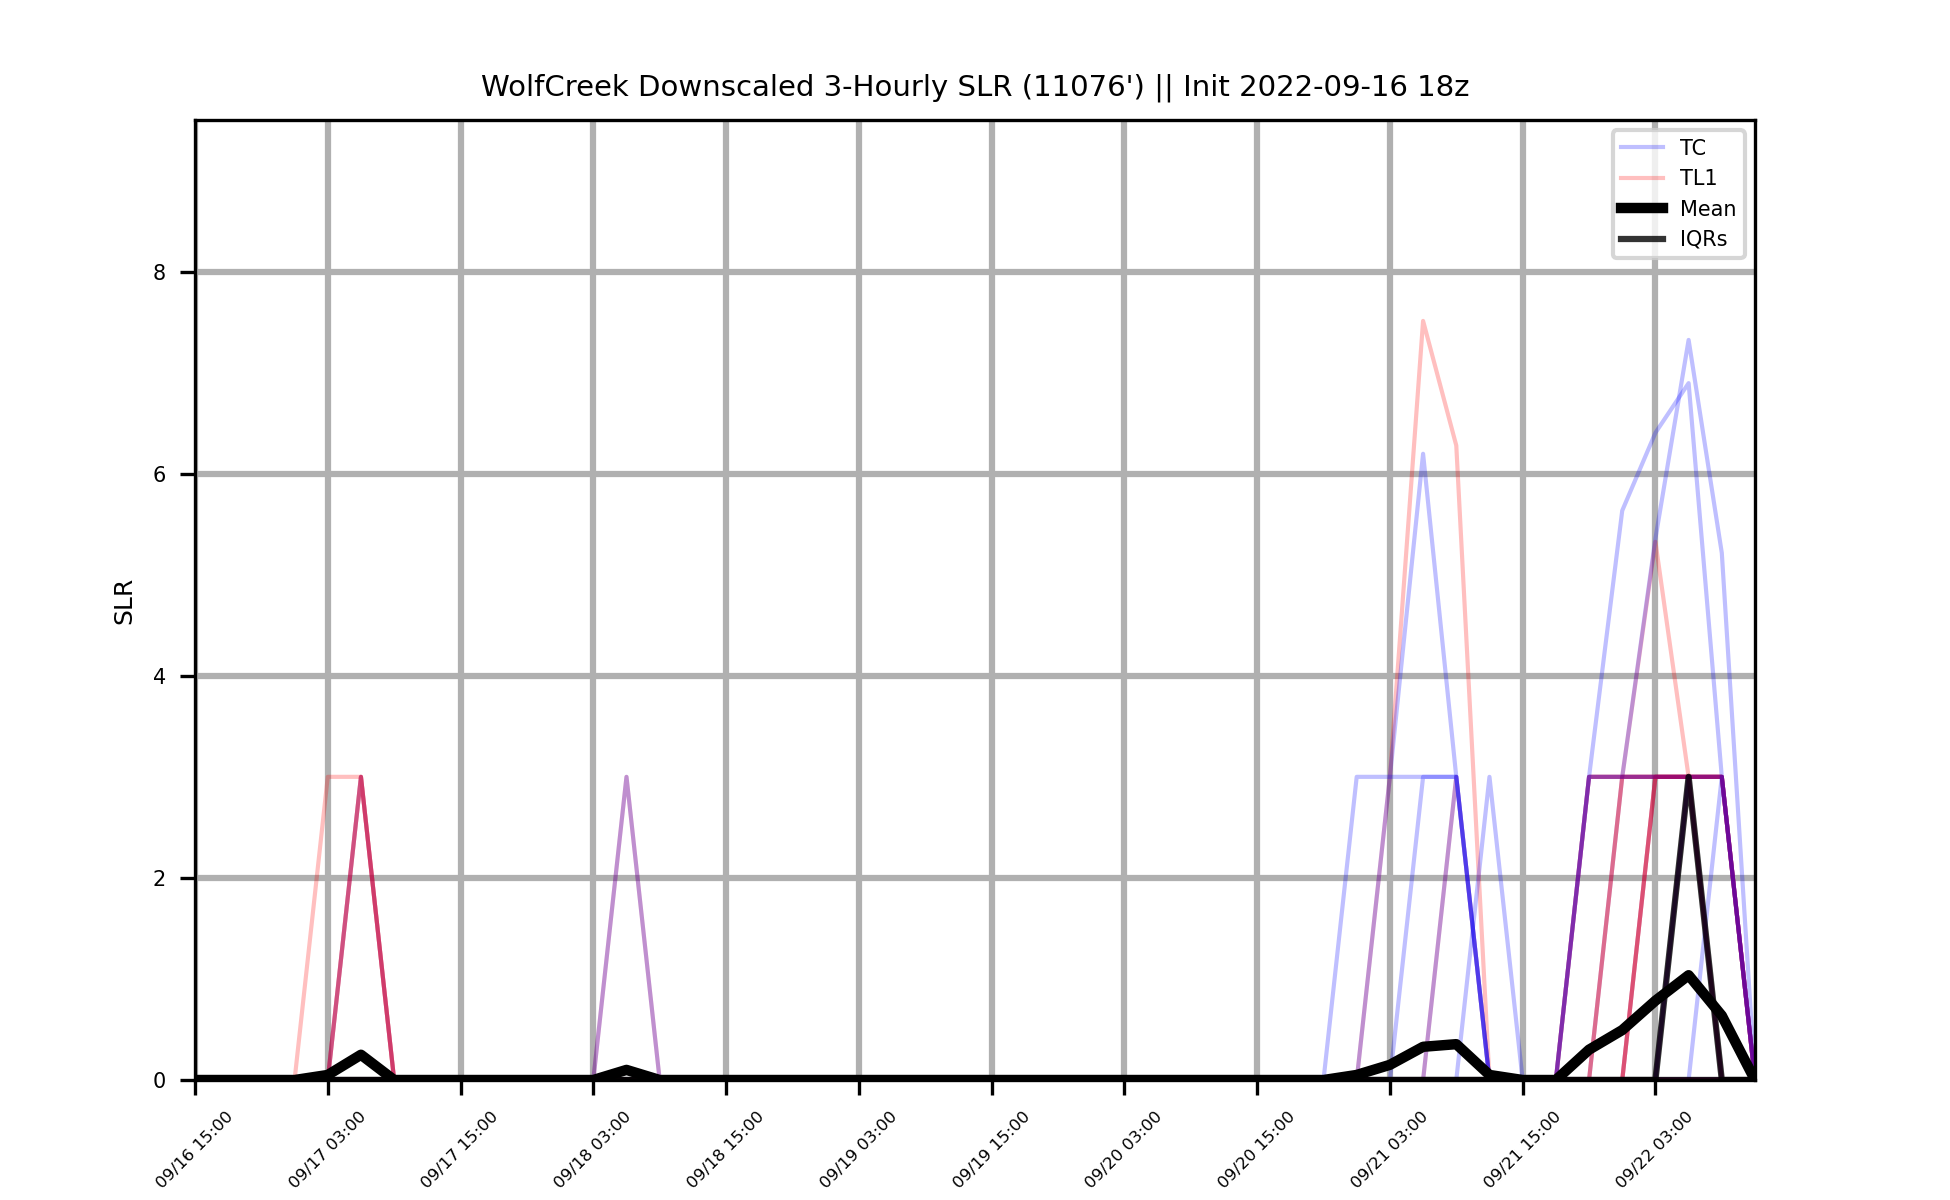 WolfCreek Downscaled 3-Hourly SLR (11076') || Init 2022-09-16 18z
TC
TL1
Mean
IQRs
8
6
4
2
0
SLR
09/16 15:00
09/17 03:00
09/17 15:00
09/18 03:00
09/18 15:00
09/19 03:00
09/19 15:00
09/20 03:00
09/20 15:00
09/21 03:00
09/21 15:00
09/22 03:00